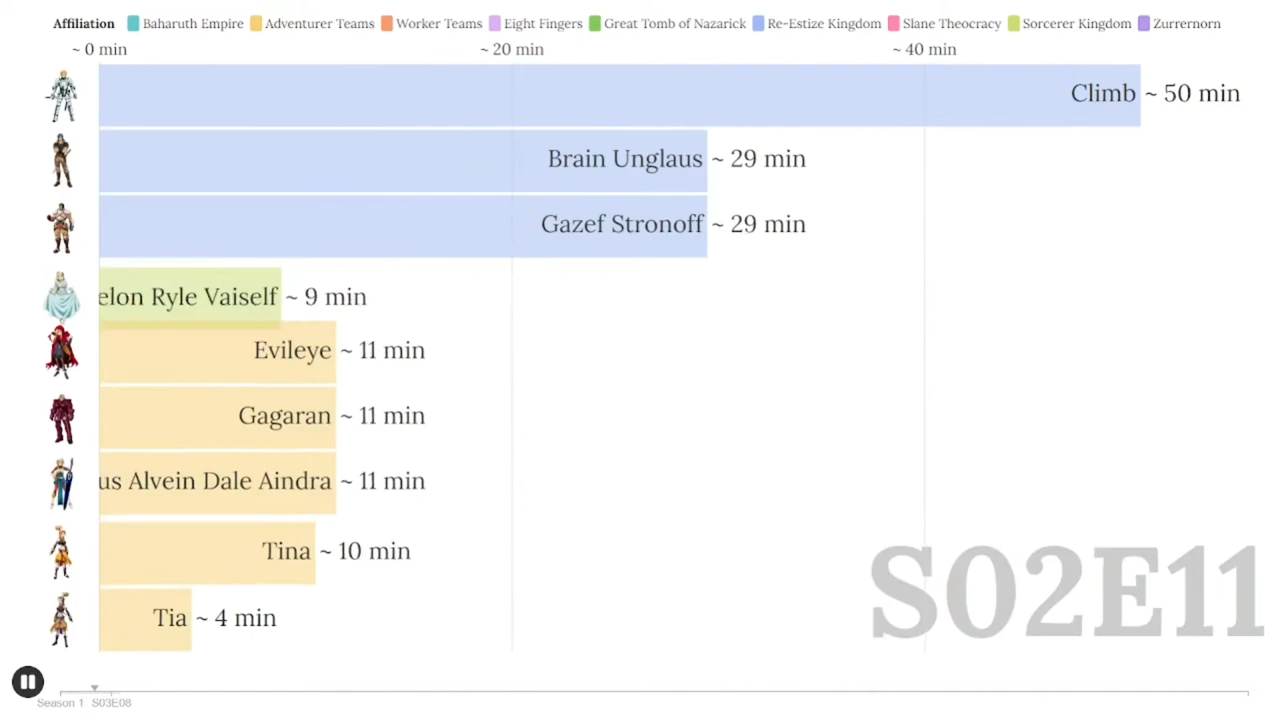 Affiliation Baharuth Empire Adventurer Teams Worker Teams Eight Fingers Great Tomb of Nazarick Re-Estize Kingdom Slane Theocracy Sorcerer Kingdom Zurrernorn
~ 0 min ~ 20 min ~ 40 min
Climb ~ 50 min
Brain Unglaus ~ 29 min
Gazef Stronoff ~ 29 min
elon Ryle Vaiself ~ 9 min
Evileye ~ 11 min
Gagaran ~ 11 min
us Alvein Dale Aindra ~ 11 min
Tina ~ 10 min
Tia ~ 4 min
S02E11
Season 1 S03E08